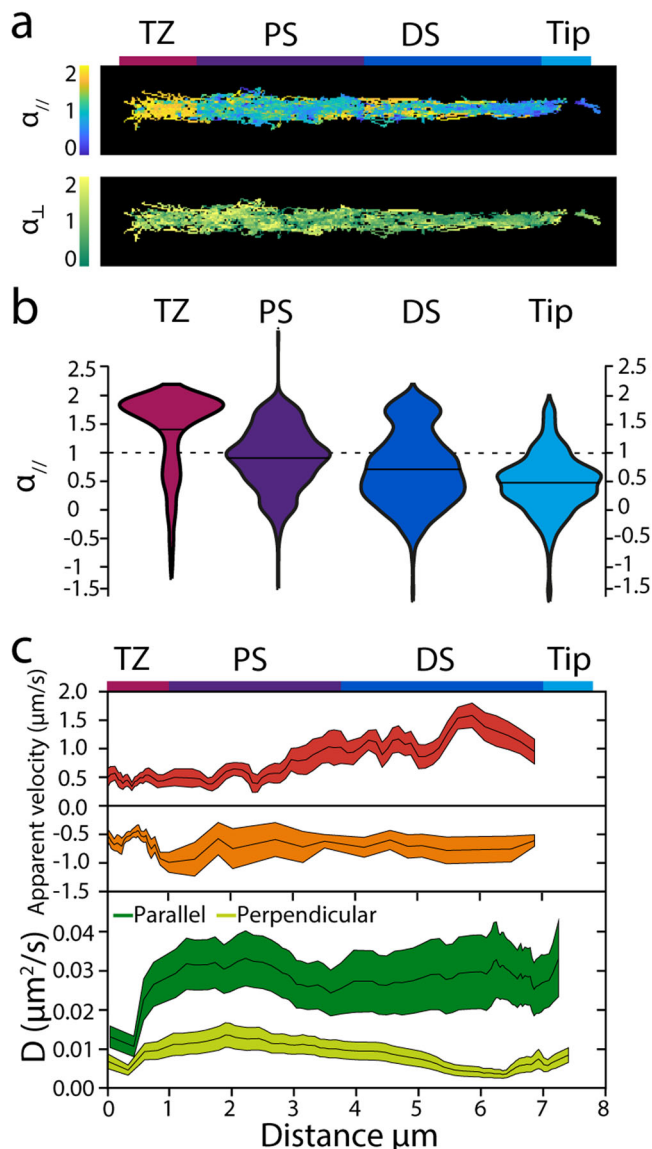 a
TZ PS DS Tip
α//
2
1
0
α⊥
2
1
0
b
TZ PS DS Tip
α//
2.5
2
1.5
1
0.5
0
-0.5
-1
-1.5
2.5
2
1.5
1
0.5
0
-0.5
-1
-1.5
c
TZ PS DS Tip
Apparent velocity (μm/s)
2.0
1.5
1.0
0.5
0.0
-0.5
-1.0
-1.5
Parallel Perpendicular
D (μm²/s)
0.04
0.03
0.02
0.01
0.00
0 1 2 3 4 5 6 7 8
Distance μm